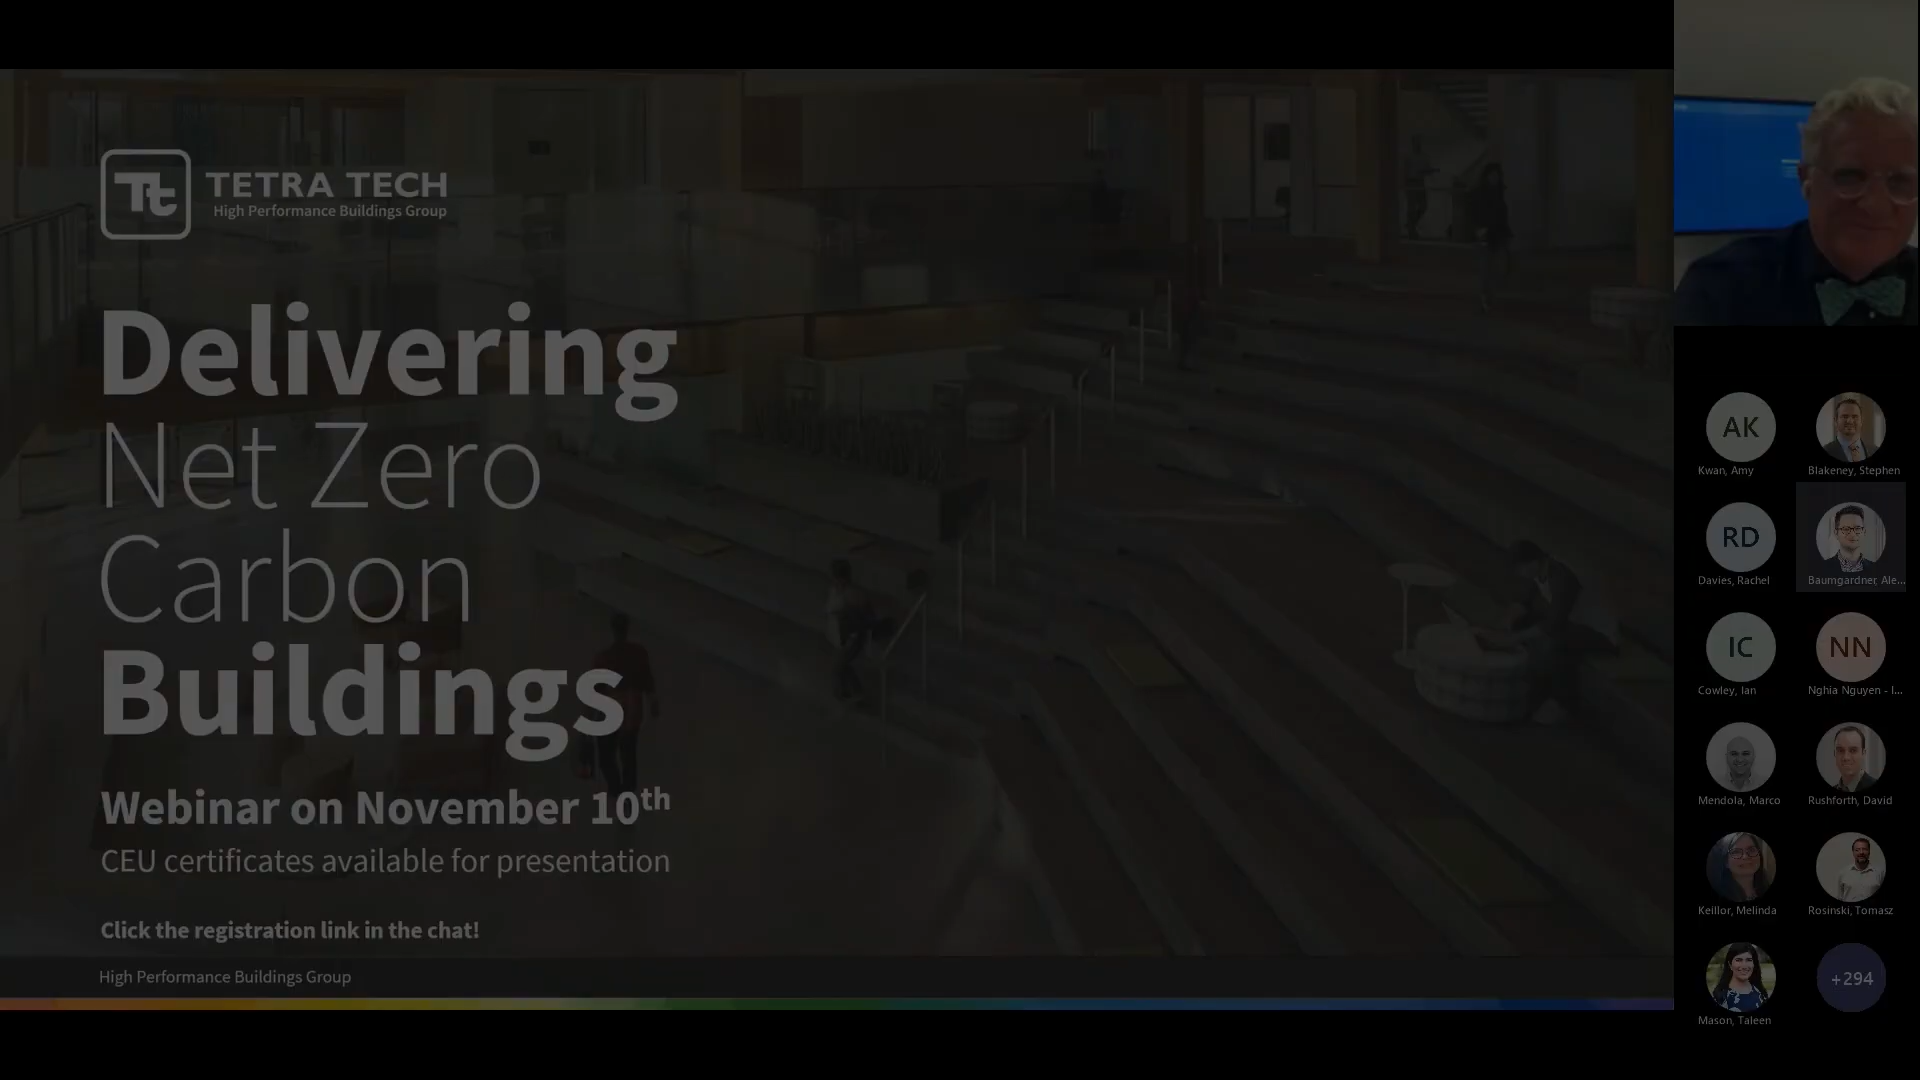 Tt
TETRA TECH
High Performance Buildings Group
Delivering
Net Zero
Carbon
Buildings
Webinar on November 10th
CEU certificates available for presentation
Click the registration link in the chat!
High Performance Buildings Group
AK
Kwan, Amy
Blakeney, Stephen
RD
Davies, Rachel
Baumgardner, Ale...
IC
Cowley, Ian
NN
Nghia Nguyen - I...
Mendola, Marco
Rushforth, David
Keillor, Melinda
Rosinski, Tomasz
Mason, Taleen
+294